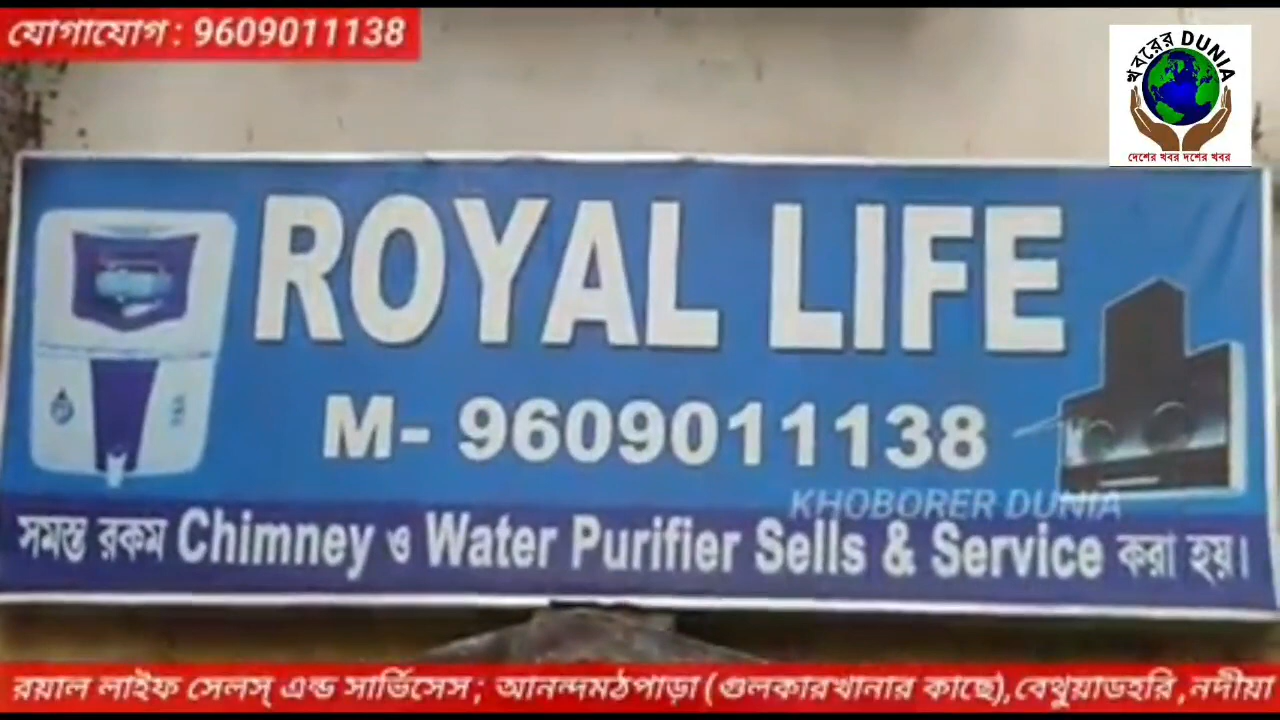 যোগাযোগ : 9609011138
খবরের DUNIA
দেশের খবর দশের খবর
ROYAL LIFE
M- 9609011138
KHOBORER DUNIA
সমস্ত রকম Chimney ও Water Purifier Sells & Service করা হয়।
রয়াল লাইফ সেলস্ এন্ড সার্ভিসেস ; আনন্দমঠপাড়া (গুলকারখানার কাছে), বেথুয়াডহরি , নদীয়া